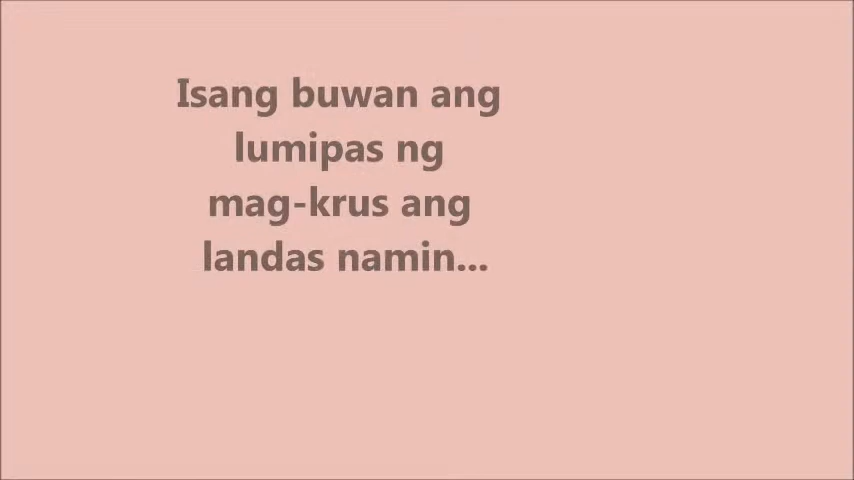 Isang buwan ang
lumipas ng
mag-krus ang
landas namin...